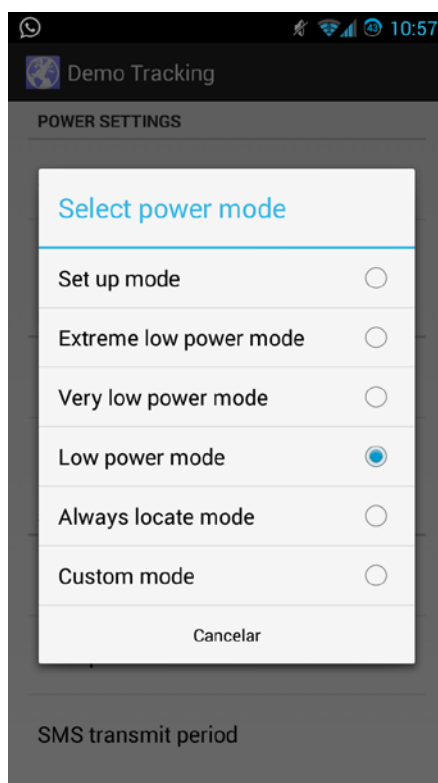 43 10:57
Demo Tracking
POWER SETTINGS
Select power mode
Set up mode
Extreme low power mode
Very low power mode
Low power mode
Always locate mode
Custom mode
Cancelar
SMS transmit period